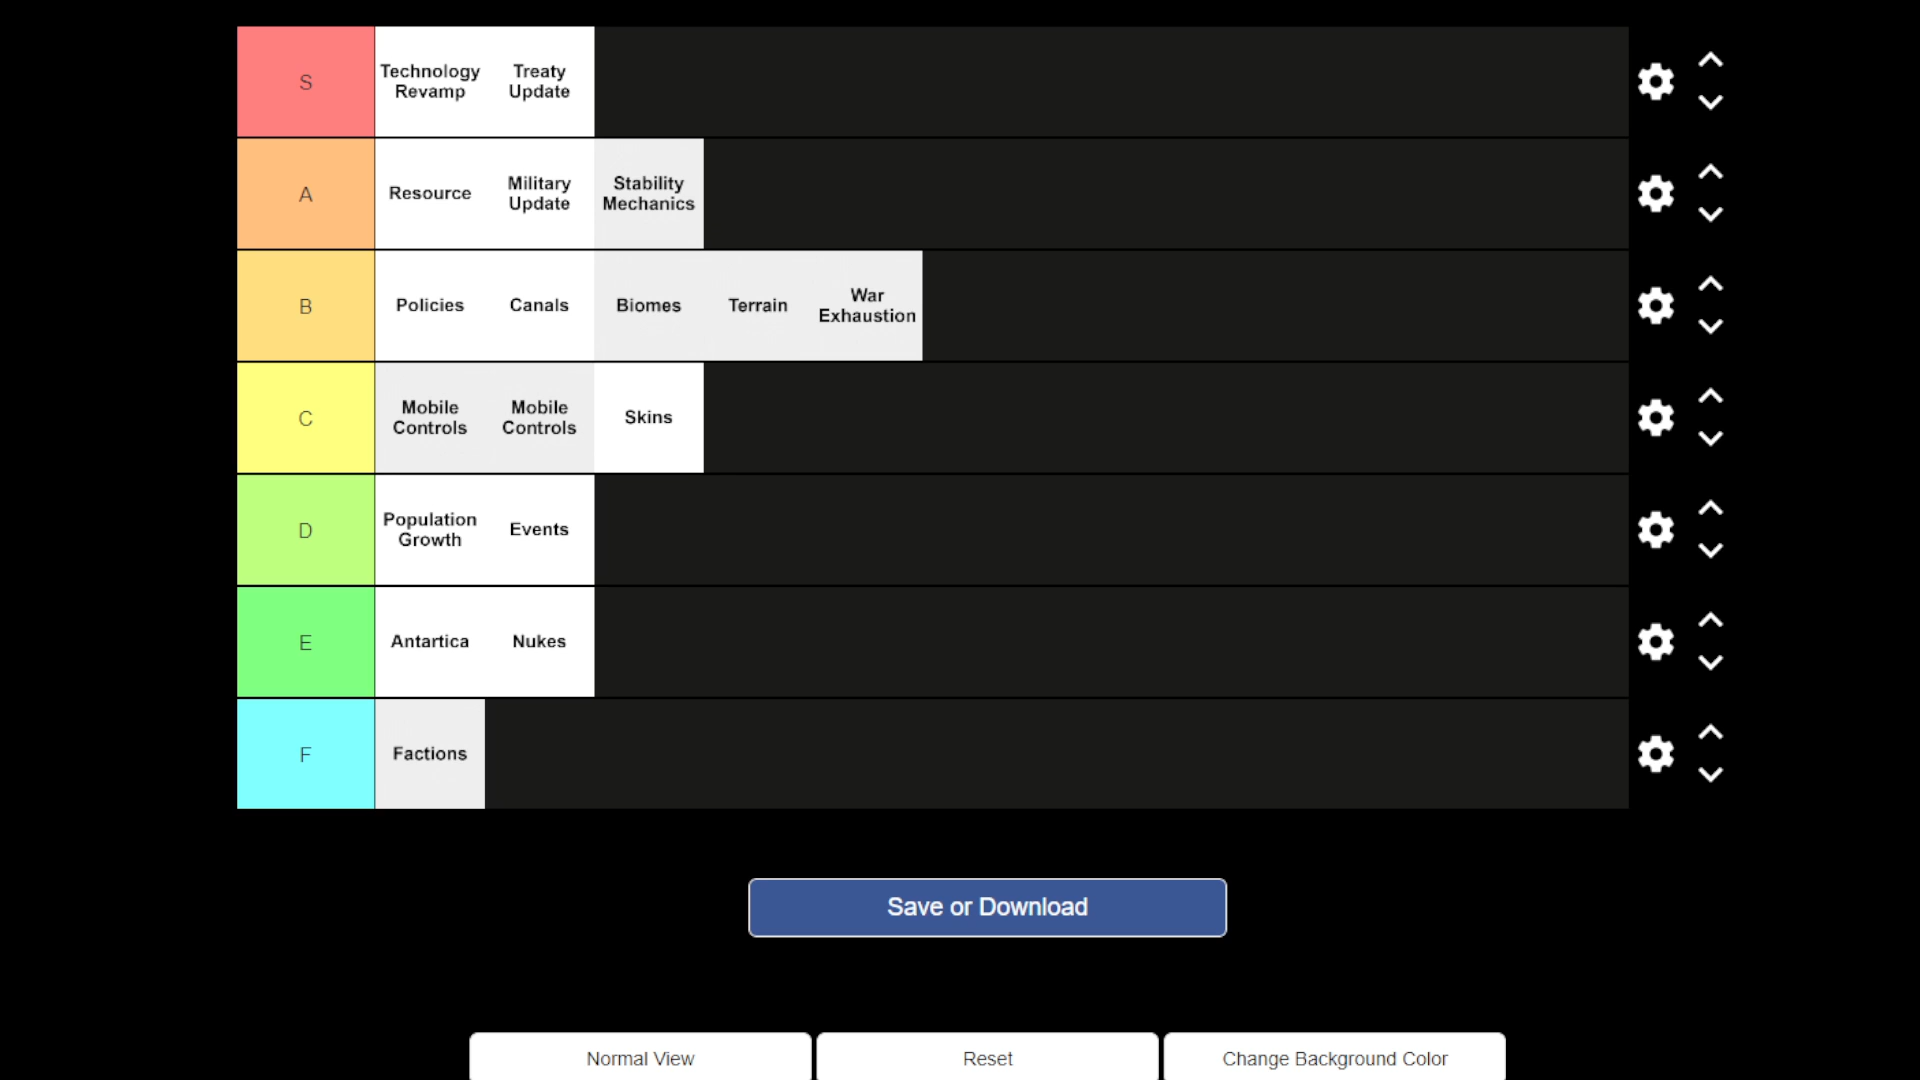 S
Technology
Revamp
Treaty
Update
A
Resource
Military
Update
Stability
Mechanics
B
Policies
Canals
Biomes
Terrain
War
Exhaustion
C
Mobile
Controls
Mobile
Controls
Skins
D
Population
Growth
Events
E
Antartica
Nukes
F
Factions
Save or Download
Normal View
Reset
Change Background Color